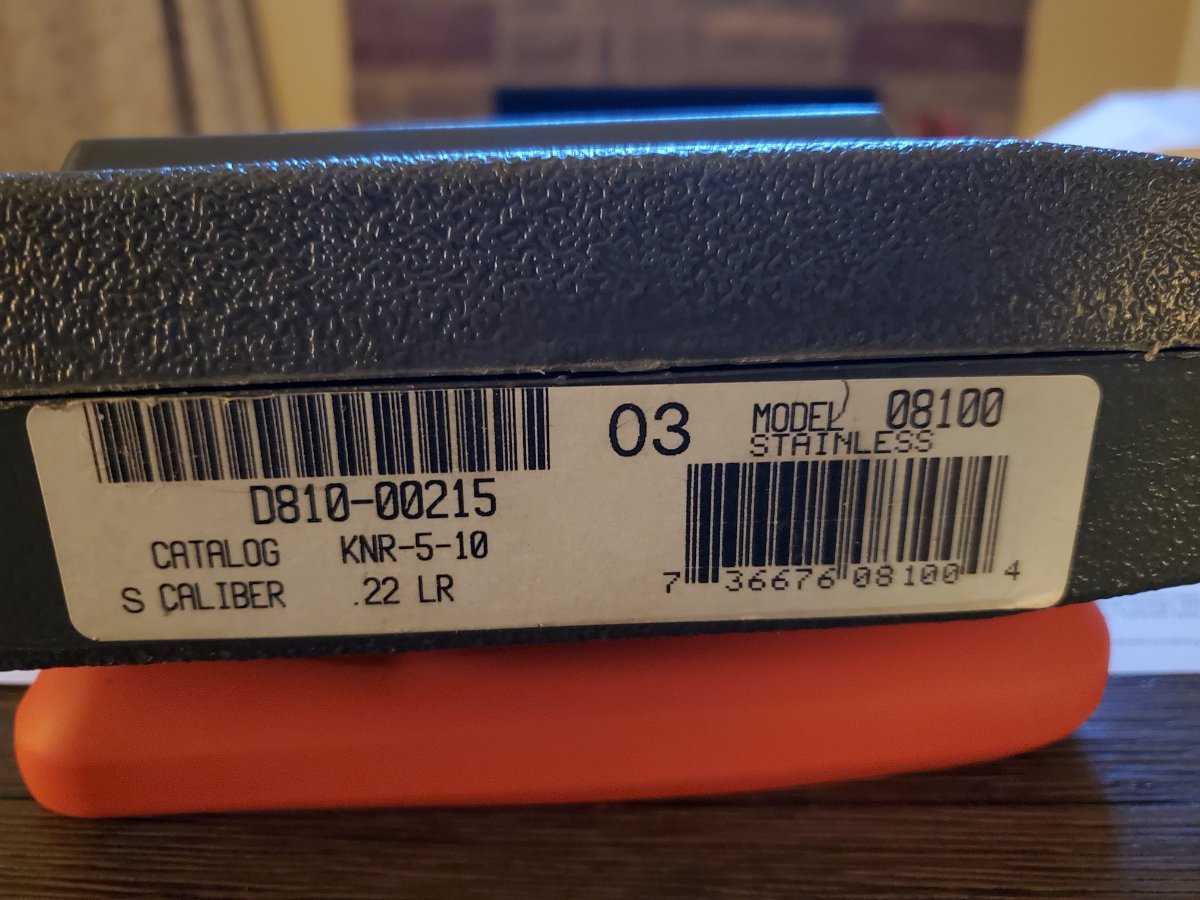 D810-00215
CATALOG KNR-5-10
S CALIBER .22 LR
03
MODEL 08100
STAINLESS
7 36676 08100 4